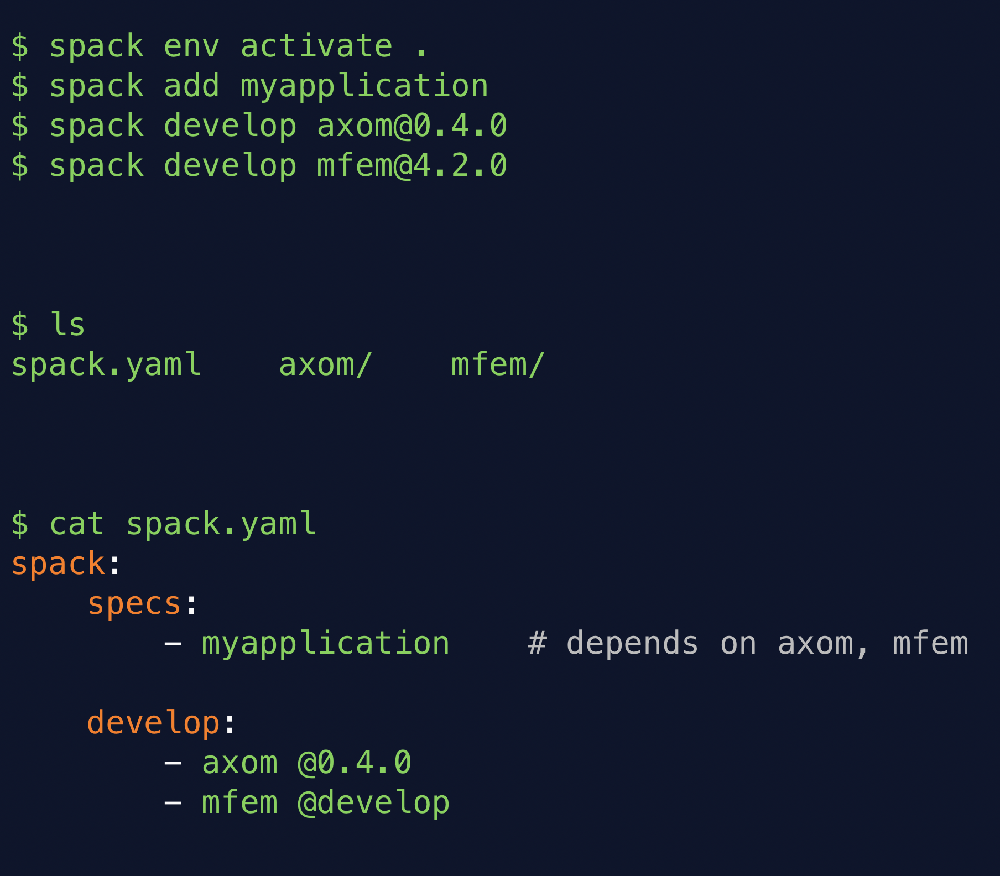 $ spack env activate .
$ spack add myapplication
$ spack develop axom@0.4.0
$ spack develop mfem@4.2.0
$ ls
spack.yaml    axom/    mfem/
$ cat spack.yaml
spack:
    specs:
        – myapplication    # depends on axom, mfem
    develop:
        – axom @0.4.0
        – mfem @develop